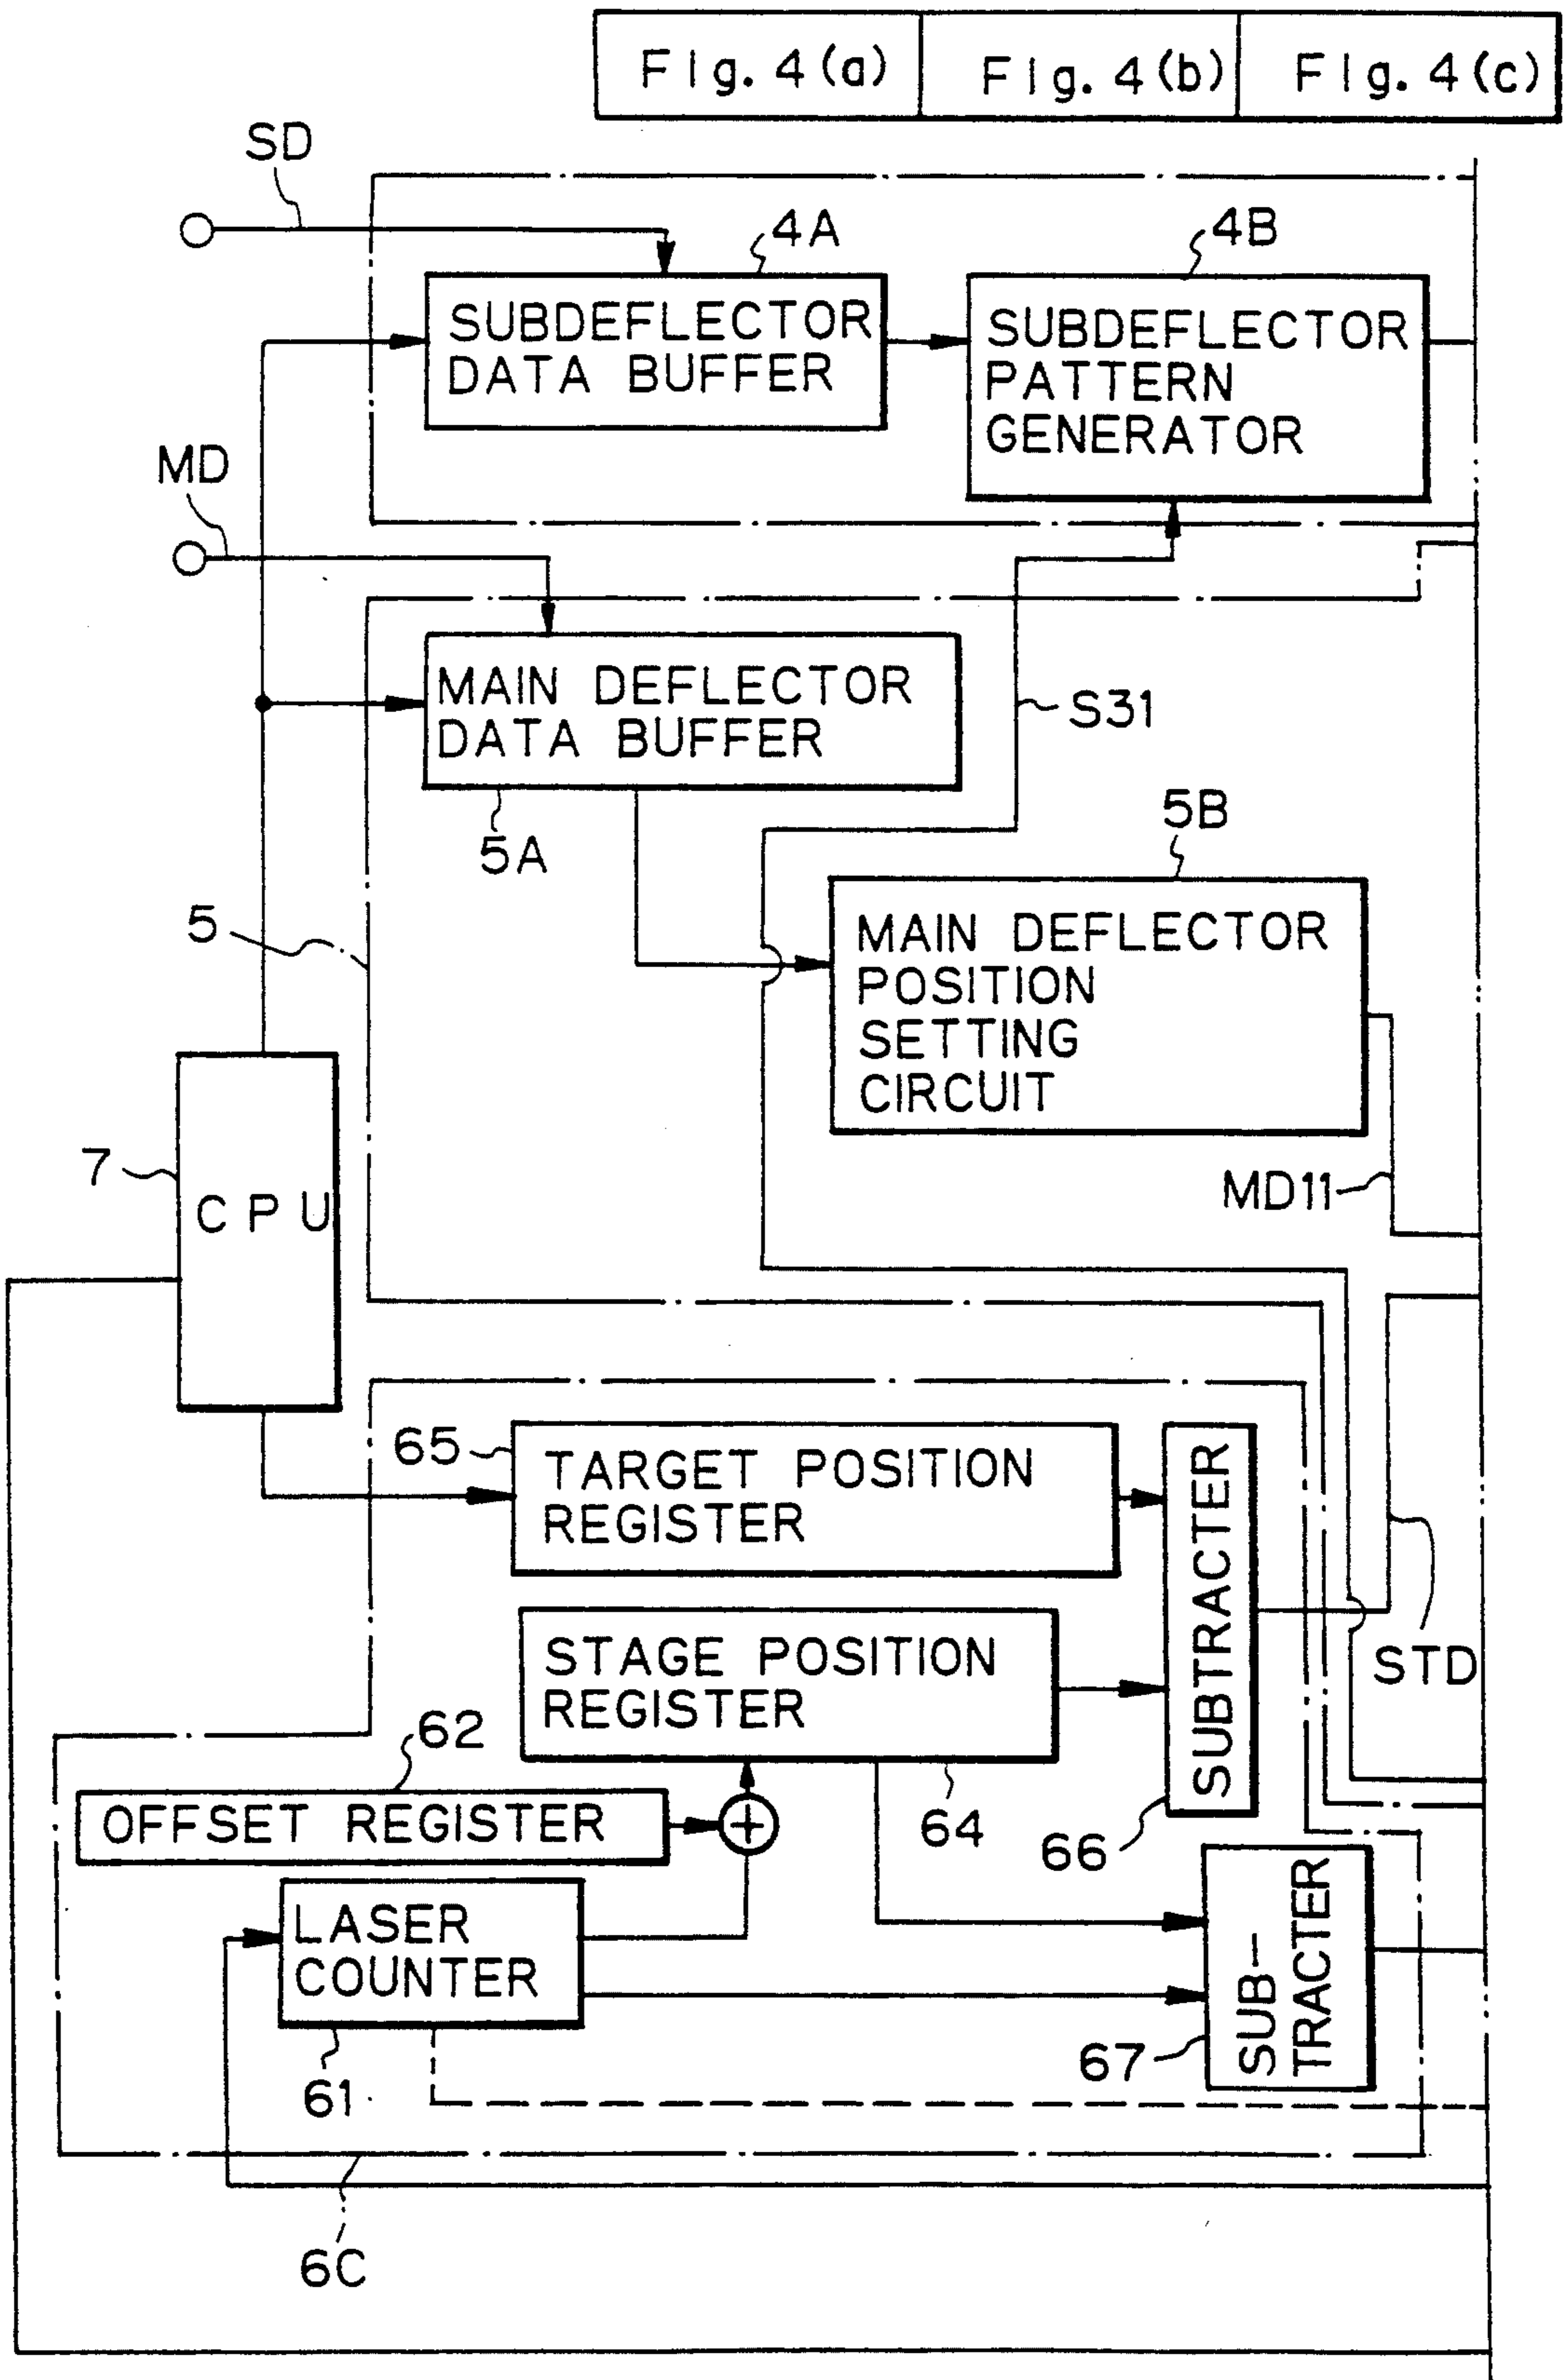 Fig. 4(a) Fig. 4(b) Fig. 4(c)
SD
4A
4B
SUBDEFLECTOR
DATA BUFFER
SUBDEFLECTOR
PATTERN
GENERATOR
MD
MAIN DEFLECTOR
DATA BUFFER
S31
5A
5B
5
MAIN DEFLECTOR
POSITION
SETTING
CIRCUIT
7
CPU
MD11
65
TARGET POSITION
REGISTER
SUBTRACTER
STAGE POSITION
REGISTER
STD
62
OFFSET REGISTER
+
64
66
LASER
COUNTER
SUB-
TRACTER
61
67
6C